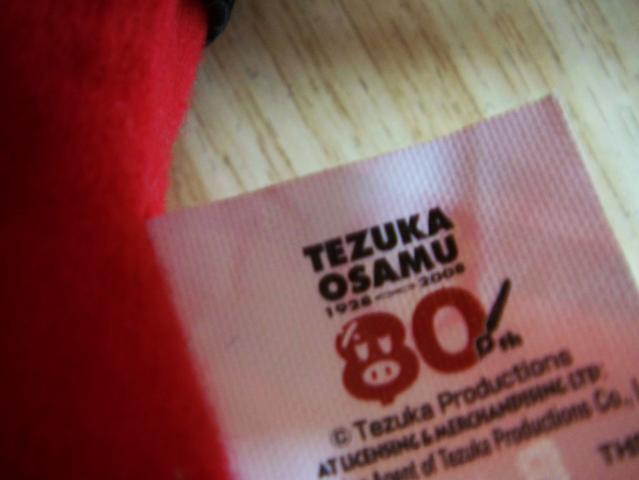 TEZUKA
OSAMU
1928 2008
80th
© Tezuka Productions
AT LICENSING & MERCHANDISING LTD.
Agent of Tezuka Productions Co.,